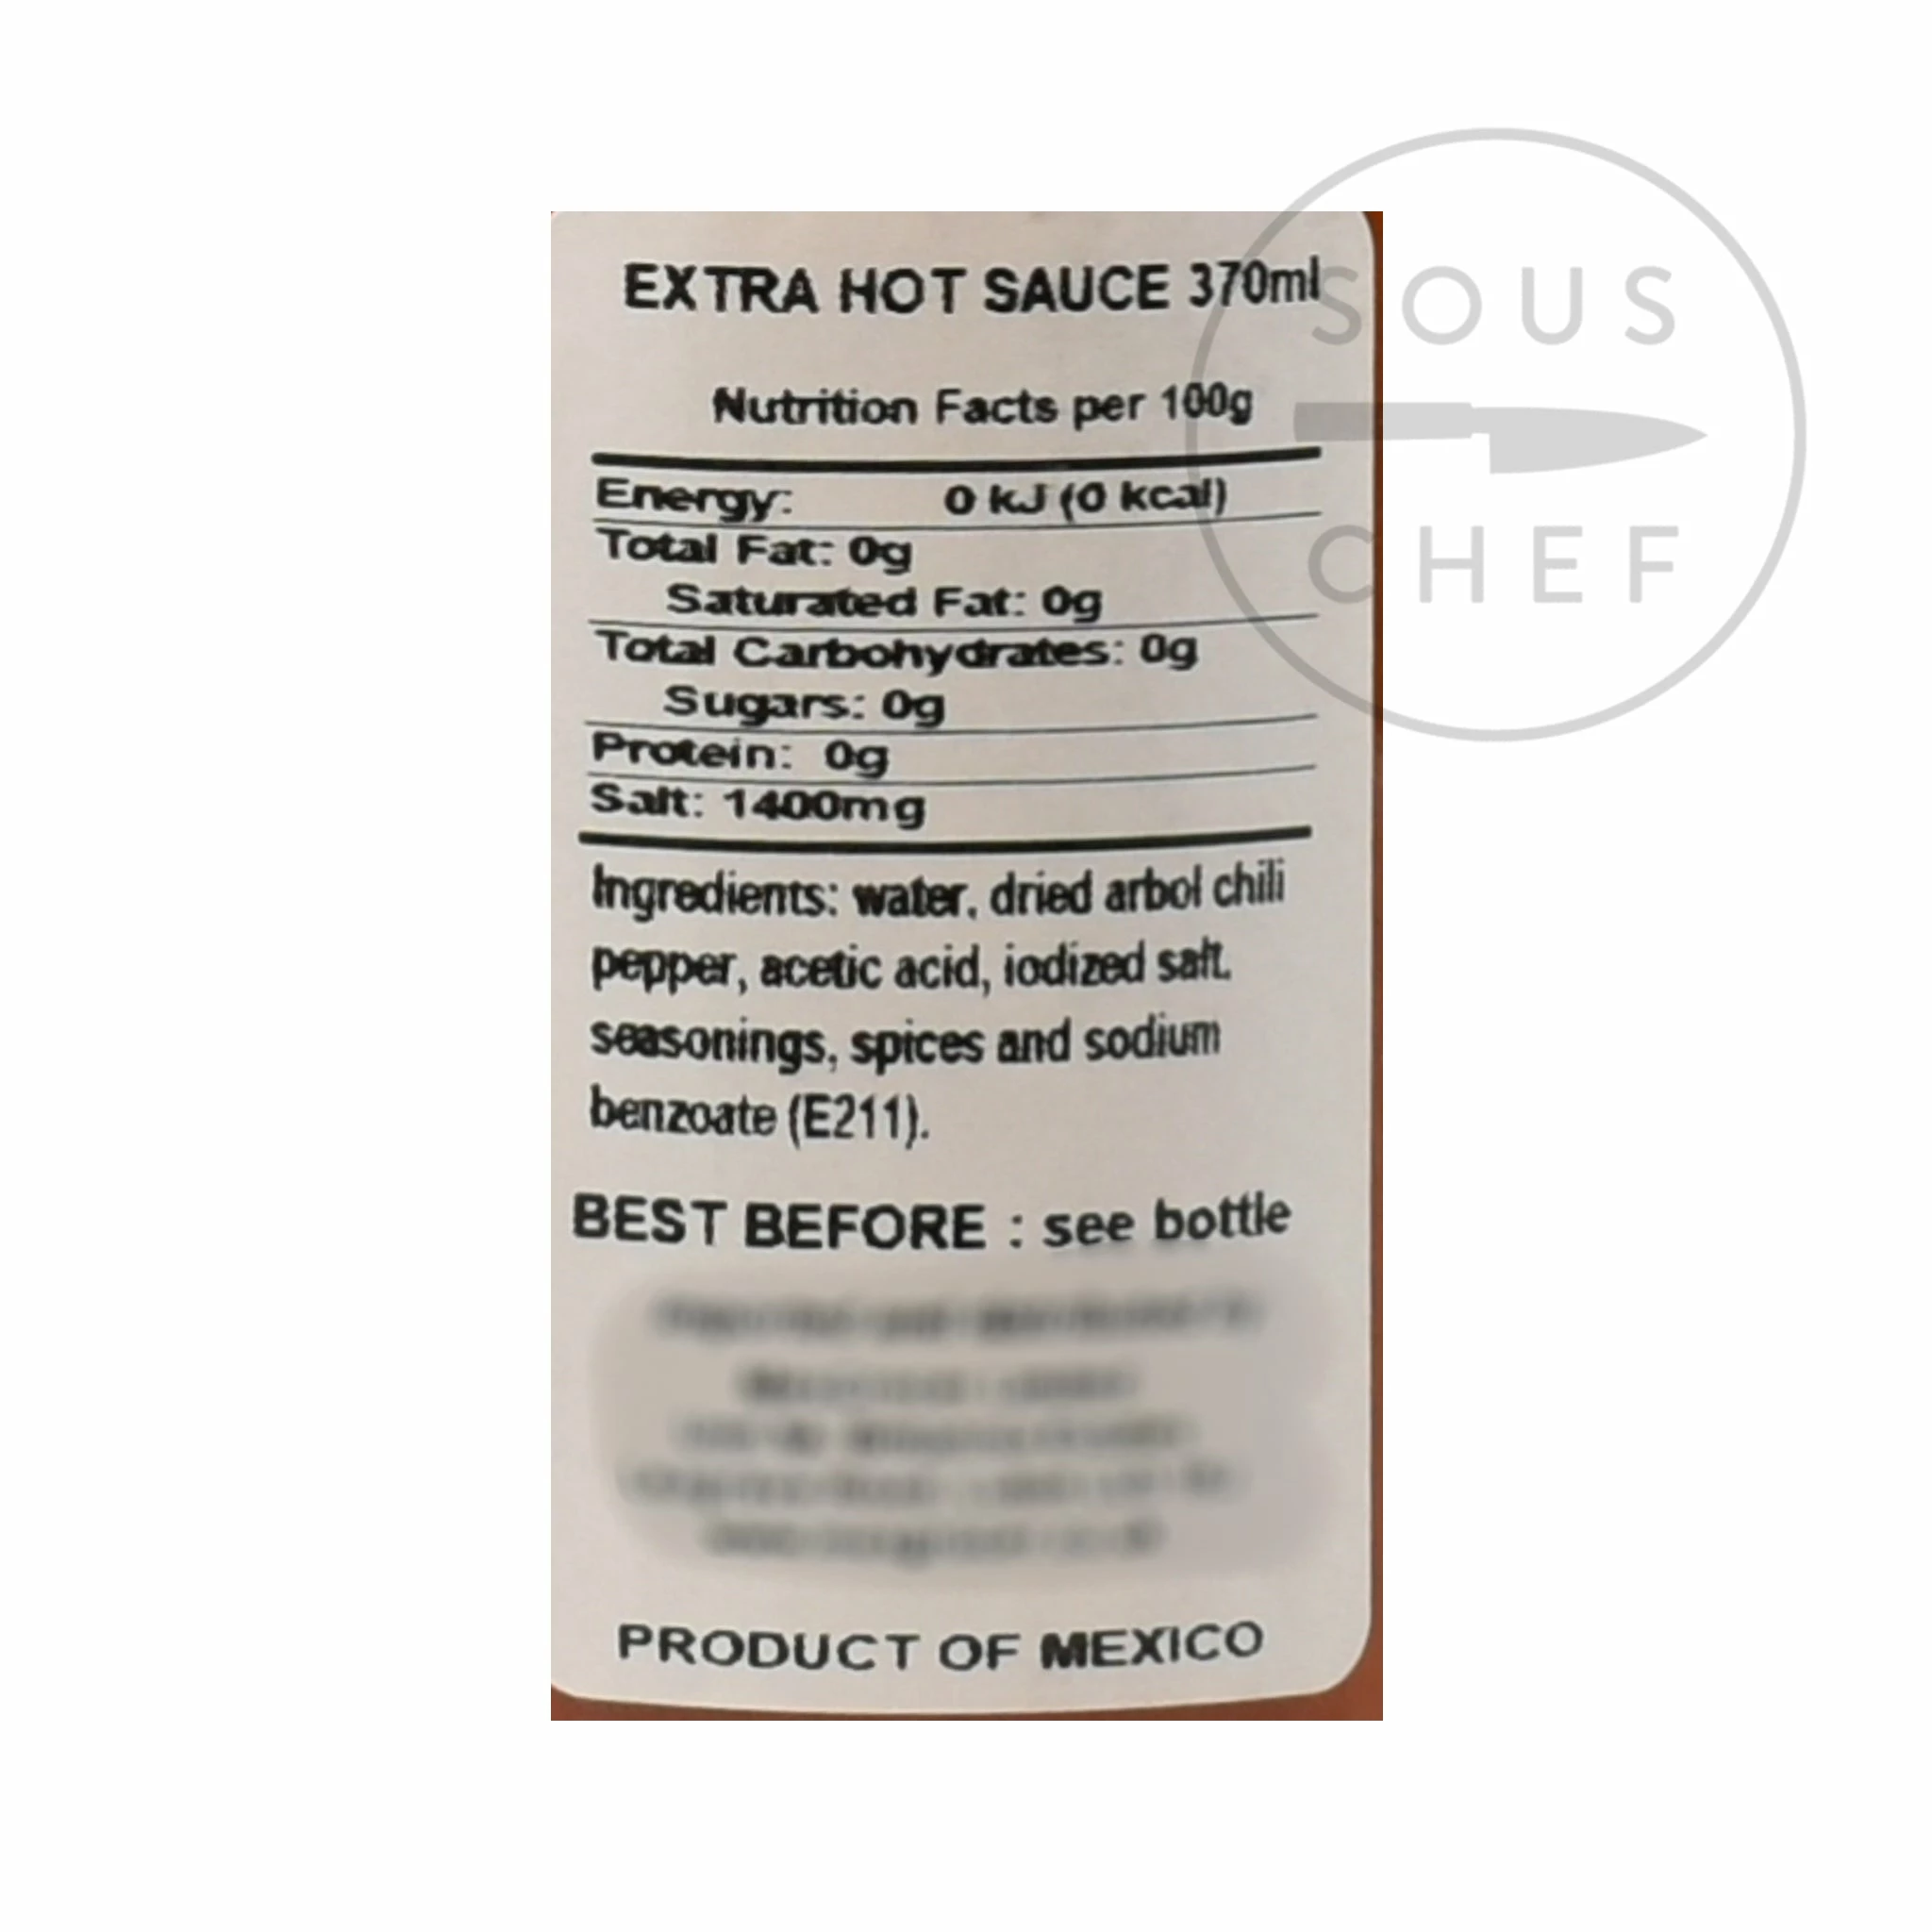 EXTRA HOT SAUCE 370ml
SOUS
CHEF
Nutrition Facts per 100g
Energy: 0 kJ (0 kcal)
Total Fat: 0g
Saturated Fat: 0g
Total Carbohydrates: 0g
Sugars: 0g
Protein: 0g
Salt: 1400mg
Ingredients: water, dried arbol chili
pepper, acetic acid, iodized salt.
seasonings, spices and sodium
benzoate (E211).
BEST BEFORE : see bottle
PRODUCT OF MEXICO